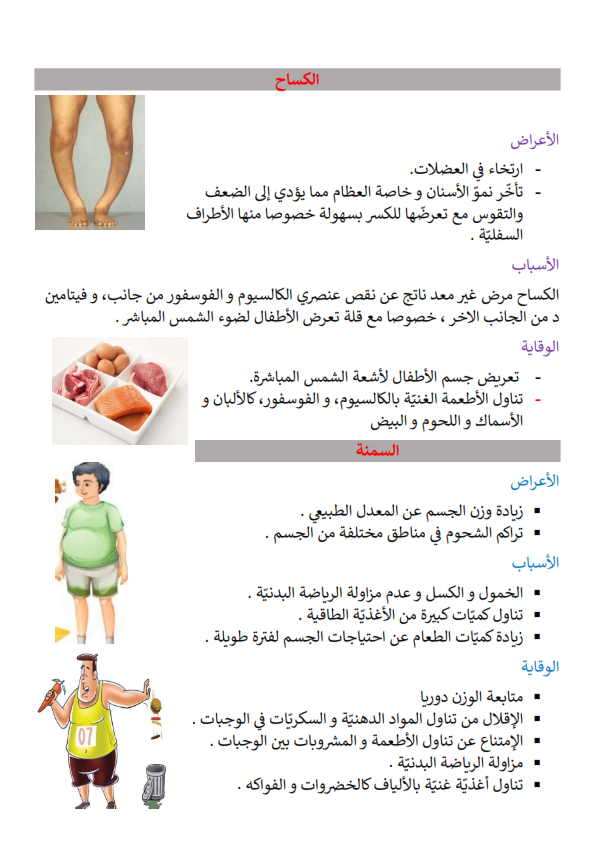 الكساح
الأعراض
- ارتخاء في العضلات.
- تأخّر نموّ الأسنان و خاصة العظام مما يؤدي إلى الضعف
والتقوس مع تعرضّها للكسر بسهولة خصوصا منها الأطراف
السفليّة .
الأسباب
الكساح مرض غير معد ناتج عن نقص عنصري الكالسيوم و الفوسفور من جانب، و فيتامين
د من الجانب الاخر ، خصوصا مع قلة تعرض الأطفال لضوء الشمس المباشر .
الوقاية
- تعريض جسم الأطفال لأشعة الشمس المباشرة.
- تناول الأطعمة الغنيّة بالكالسيوم، و الفوسفور، كالألبان و
الأسماك و اللحوم و البيض
السمنة
الأعراض
▪ زيادة وزن الجسم عن المعدل الطبيعي .
▪ تراكم الشحوم في مناطق مختلفة من الجسم .
الأسباب
▪ الخمول و الكسل و عدم مزاولة الرياضة البدنيّة .
▪ تناول كميّات كبيرة من الأغذيّة الطاقية .
▪ زيادة كميّات الطعام عن احتياجات الجسم لفترة طويلة .
الوقاية
▪ متابعة الوزن دوريا
▪ الإقلال من تناول المواد الدهنيّة و السكريّات في الوجبات .
▪ الإمتناع عن تناول الأطعمة و المشروبات بين الوجبات .
▪ مزاولة الرياضة البدنيّة .
▪ تناول أغذيّة غنيّة بالألياف كالخضروات و الفواكه .
07